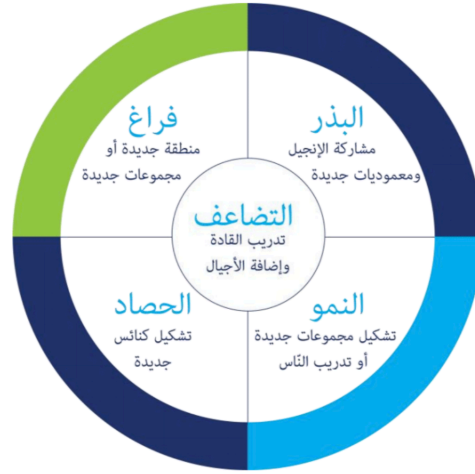 فراغ
منطقة جديدة أو
مجموعات جديدة
البذر
مشاركة الإنجيل
ومعموديات جديدة
التضاعف
تدريب القادة
وإضافة الأجيال
الحصاد
تشكيل كنائس
جديدة
النمو
تشكيل مجموعات جديدة
أو تدريب النّاس